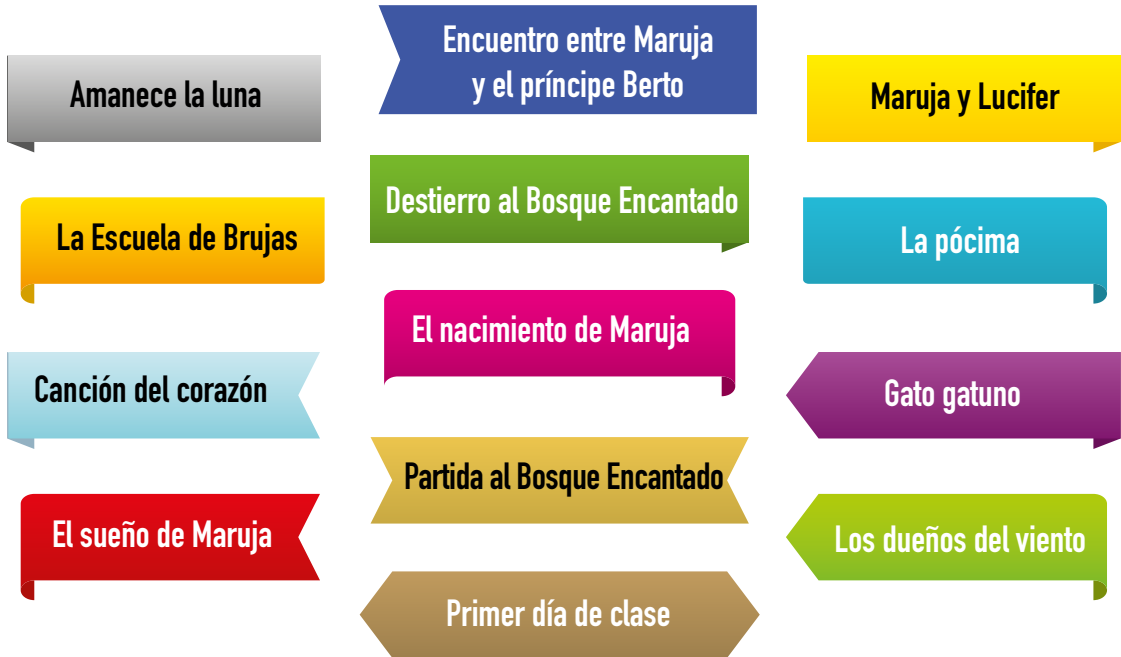 Encuentro entre Maruja
y el príncipe Berto
Amanece la luna
Maruja y Lucifer
Destierro al Bosque Encantado
La Escuela de Brujas
La pócima
El nacimiento de Maruja
Canción del corazón
Gato gatuno
Partida al Bosque Encantado
El sueño de Maruja
Los dueños del viento
Primer día de clase